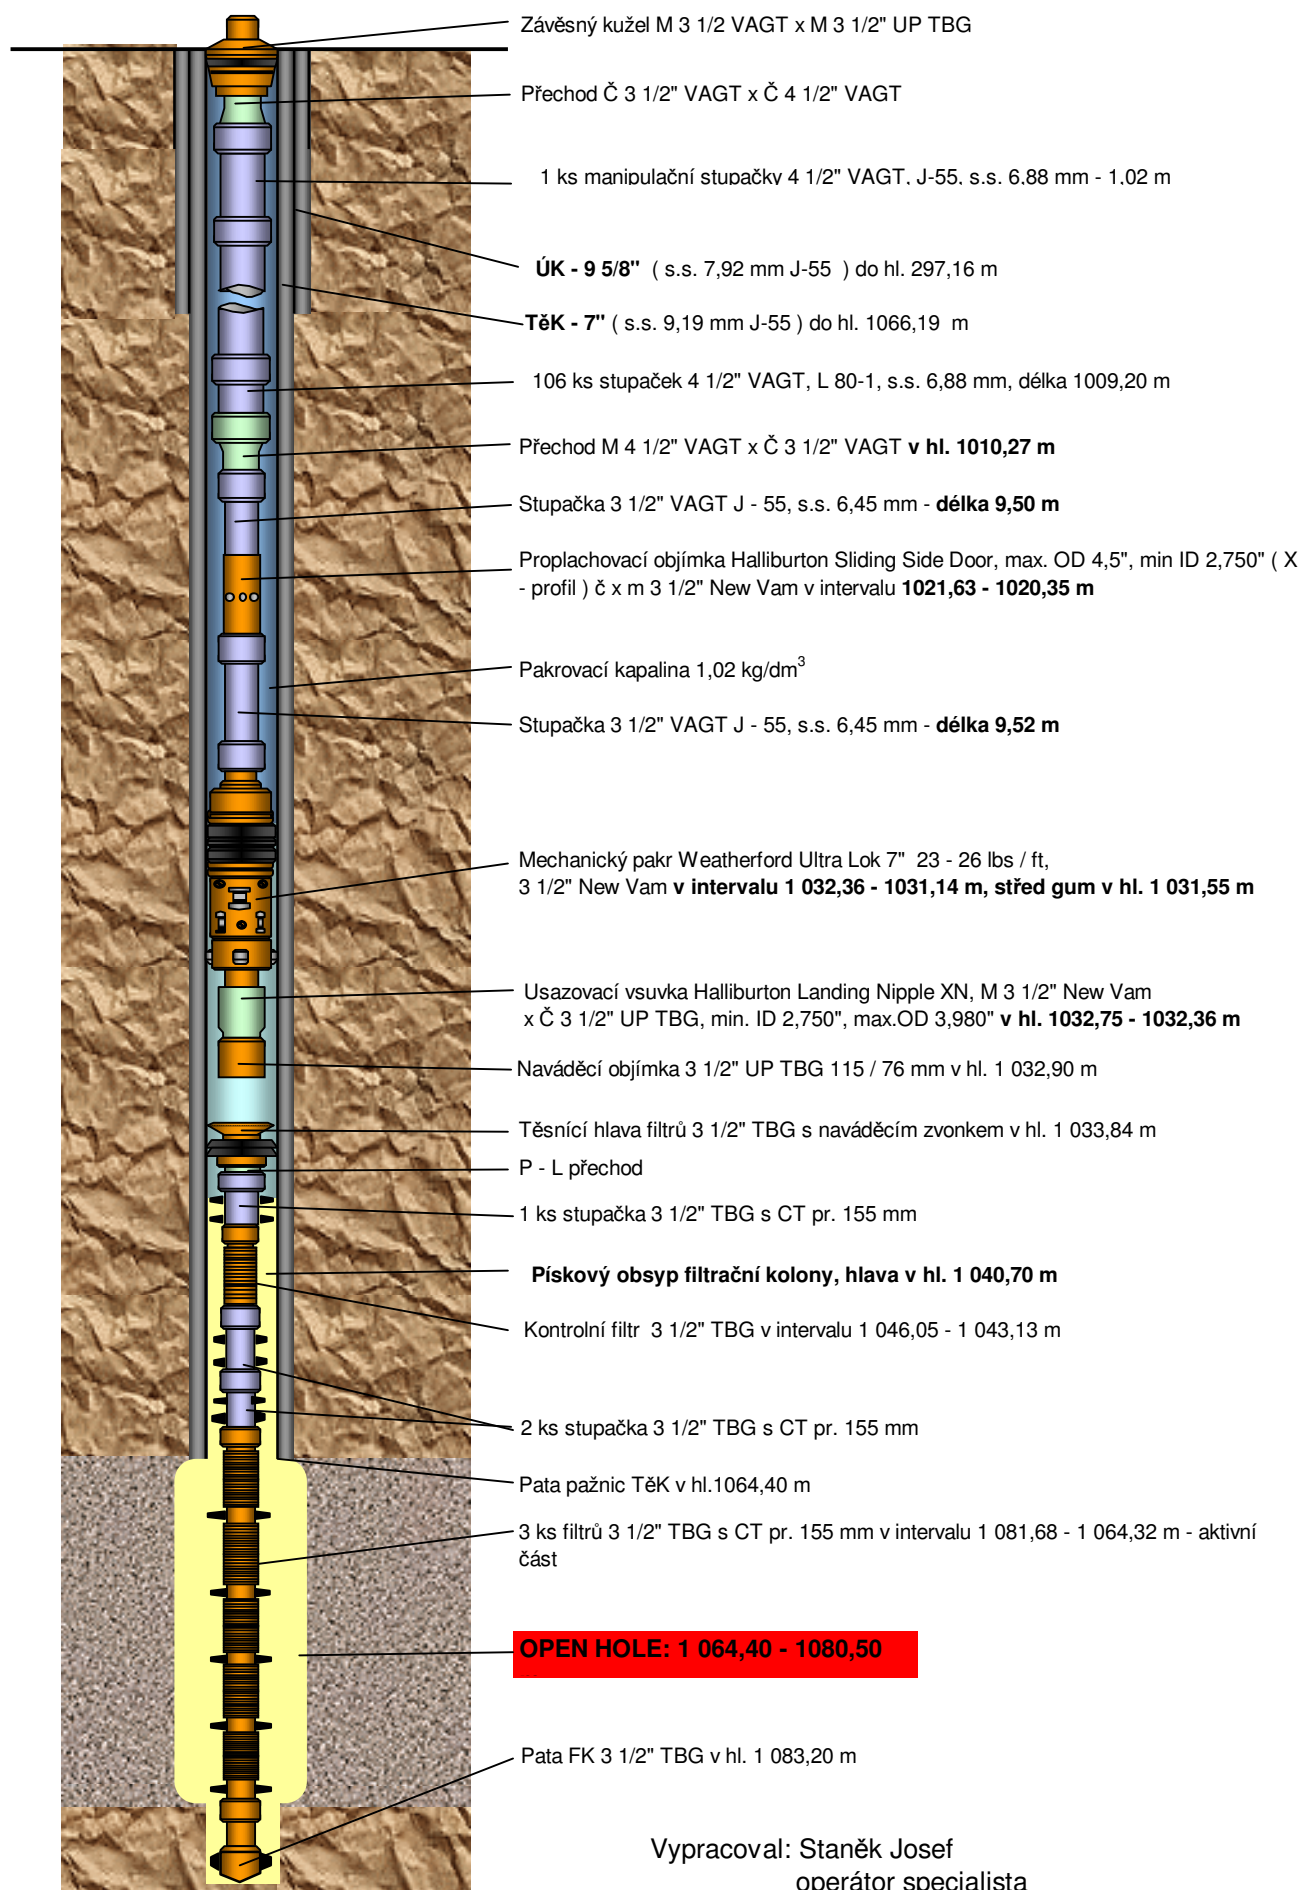 Závěsný kužel M 3 1/2 VAGT x M 3 1/2" UP TBG
Přechod Č 3 1/2" VAGT x Č 4 1/2" VAGT
1 ks manipulační stupačky 4 1/2" VAGT, J-55, s.s. 6,88 mm - 1,02 m
ÚK - 9 5/8" ( s.s. 7,92 mm J-55 ) do hl. 297,16 m
TěK - 7" ( s.s. 9,19 mm J-55 ) do hl. 1066,19 m
106 ks stupaček 4 1/2" VAGT, L 80-1, s.s. 6,88 mm, délka 1009,20 m
Přechod M 4 1/2" VAGT x Č 3 1/2" VAGT v hl. 1010,27 m
Stupačka 3 1/2" VAGT J - 55, s.s. 6,45 mm - délka 9,50 m
Proplachovací objímka Halliburton Sliding Side Door, max. OD 4,5", min ID 2,750" ( X
- profil ) č x m 3 1/2" New Vam v intervalu 1021,63 - 1020,35 m
Pakrovací kapalina 1,02 kg/dm³
Stupačka 3 1/2" VAGT J - 55, s.s. 6,45 mm - délka 9,52 m
Mechanický pakr Weatherford Ultra Lok 7" 23 - 26 lbs / ft,
3 1/2" New Vam v intervalu 1 032,36 - 1031,14 m, střed gum v hl. 1 031,55 m
Usazovací vsuvka Halliburton Landing Nipple XN, M 3 1/2" New Vam
x Č 3 1/2" UP TBG, min. ID 2,750", max.OD 3,980" v hl. 1032,75 - 1032,36 m
Naváděcí objímka 3 1/2" UP TBG 115 / 76 mm v hl. 1 032,90 m
Těsnící hlava filtrů 3 1/2" TBG s naváděcím zvonkem v hl. 1 033,84 m
P - L přechod
1 ks stupačka 3 1/2" TBG s CT pr. 155 mm
Pískový obsyp filtrační kolony, hlava v hl. 1 040,70 m
Kontrolní filtr 3 1/2" TBG v intervalu 1 046,05 - 1 043,13 m
2 ks stupačka 3 1/2" TBG s CT pr. 155 mm
Pata pažnic TěK v hl.1064,40 m
3 ks filtrů 3 1/2" TBG s CT pr. 155 mm v intervalu 1 081,68 - 1 064,32 m - aktivní
část
OPEN HOLE: 1 064,40 - 1080,50
Pata FK 3 1/2" TBG v hl. 1 083,20 m
Vypracoval: Staněk Josef
operátor specialista